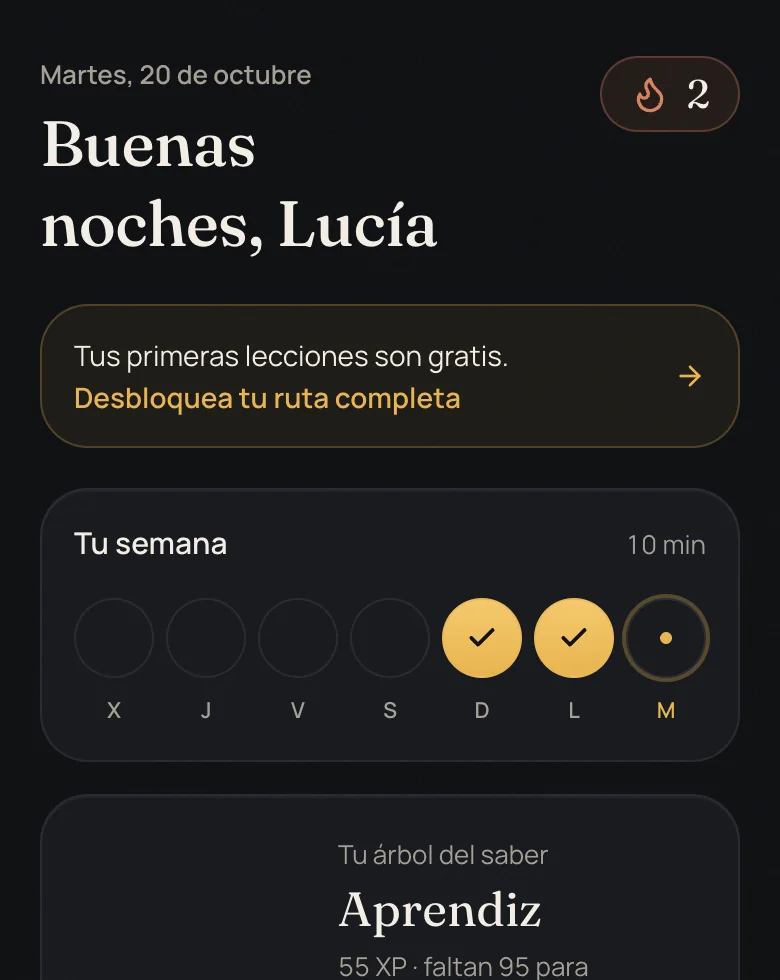 Martes, 20 de octubre
2
Buenas
noches, Lucía
Tus primeras lecciones son gratis.
Desbloquea tu ruta completa
Tu semana
10 min
X J V S D L M
Tu árbol del saber
Aprendiz
55 XP · faltan 95 para